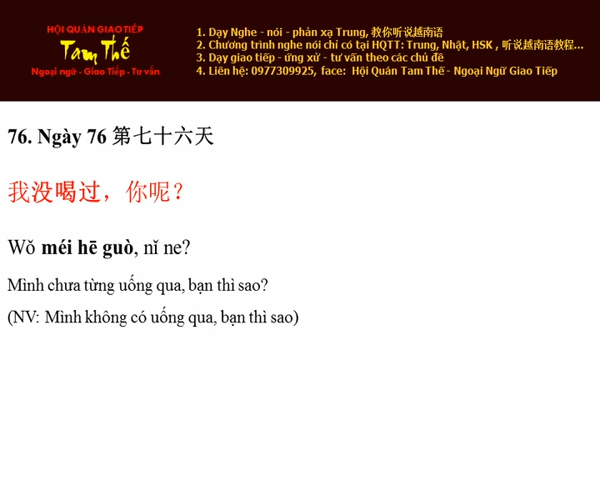 HỘI QUÁN GIAO TIẾP
Tam Thế
Ngoại ngữ - Giao Tiếp - Tư vấn
1. Dạy Nghe - nói - phản xạ Trung, 教你听说越南语
2. Chương trình nghe nói chỉ có tại HQTT: Trung, Nhật, HSK , 听说越南语教程...
3. Dạy giao tiếp - ứng xử - tư vấn theo các chủ đề
4. Liên hệ: 0977309925, face: Hội Quán Tam Thế - Ngoại Ngữ Giao Tiếp
76. Ngày 76 第七十六天
我没喝过，你呢？
Wǒ méi hē guò, nǐ ne?
Mình chưa từng uống qua, bạn thì sao?
(NV: Mình không có uống qua, bạn thì sao)